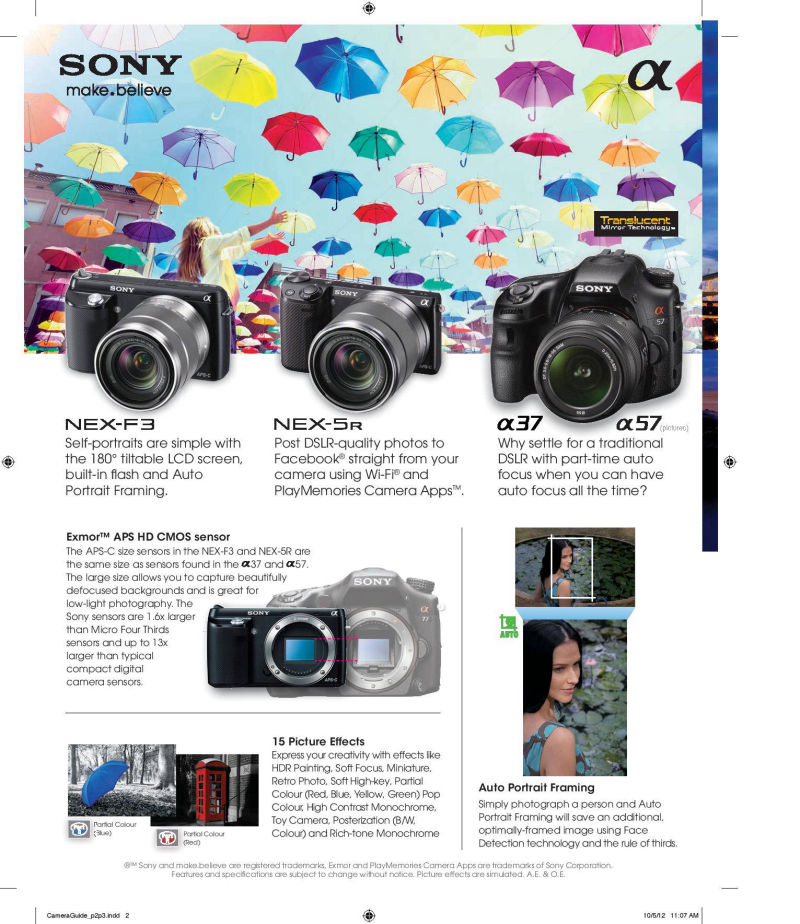 SONY
make.believe
α
Translucent
Mirror Technology™
SONY
α
APS-C
SONY
α
APS-C
SONY
α
57
NEX-F3
Self-portraits are simple with
the 180° tiltable LCD screen,
built-in flash and Auto
Portrait Framing.
NEX-5R
Post DSLR-quality photos to
Facebook® straight from your
camera using Wi-Fi® and
PlayMemories Camera Apps™.
α37 α57 (pictured)
Why settle for a traditional
DSLR with part-time auto
focus when you can have
auto focus all the time?
Exmor™ APS HD CMOS sensor
The APS-C size sensors in the NEX-F3 and NEX-5R are
the same size as sensors found in the α37 and α57.
The large size allows you to capture beautifully
defocused backgrounds and is great for
low-light photography. The
Sony sensors are 1.6x larger
than Micro Four Thirds
sensors and up to 13x
larger than typical
compact digital
camera sensors.
SONY
α
77
SONY
α
APS-C
AUTO
15 Picture Effects
Express your creativity with effects like
HDR Painting, Soft Focus, Miniature,
Retro Photo, Soft High-key, Partial
Colour (Red, Blue, Yellow, Green) Pop
Colour, High Contrast Monochrome,
Toy Camera, Posterization (B/W,
Colour) and Rich-tone Monochrome
Partial Colour
(Blue)
Partial Colour
(Red)
Auto Portrait Framing
Simply photograph a person and Auto
Portrait Framing will save an additional,
optimally-framed image using Face
Detection technology and the rule of thirds.
®™ Sony and make.believe are registered trademarks, Exmor and PlayMemories Camera Apps are trademarks of Sony Corporation.
Features and specifications are subject to change without notice. Picture effects are simulated. A.E. & O.E.
CameraGuide_p2p3.indd 2
10/5/12 11:07 AM